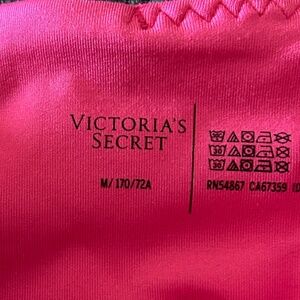 VICTORIA'S
SECRET
M/170/72A
RN54867 CA67359